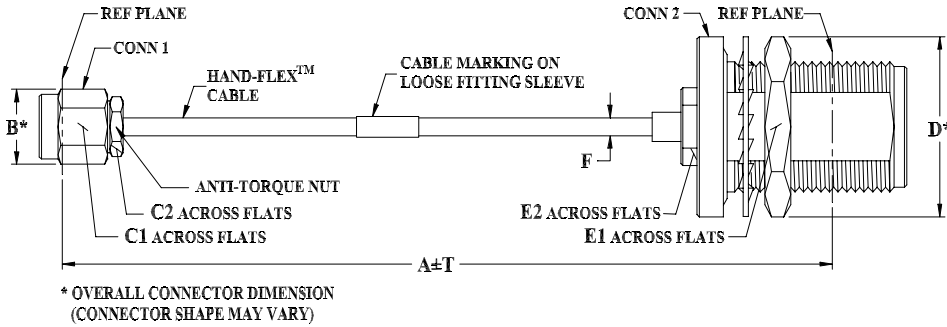 REF PLANE
CONN 1
HAND-FLEX™
CABLE
CABLE MARKING ON
LOOSE FITTING SLEEVE
CONN 2
REF PLANE
B*
D*
F
ANTI-TORQUE NUT
C2 ACROSS FLATS
C1 ACROSS FLATS
E2 ACROSS FLATS
E1 ACROSS FLATS
A±T
* OVERALL CONNECTOR DIMENSION
(CONNECTOR SHAPE MAY VARY)